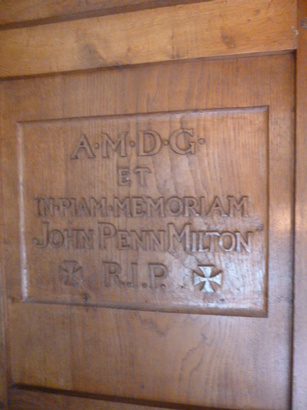 A·M·D·G·
ET
IN·PIAM·MEMORIAM
JOHN PENN MILTON
✠ R.I.P. ✠